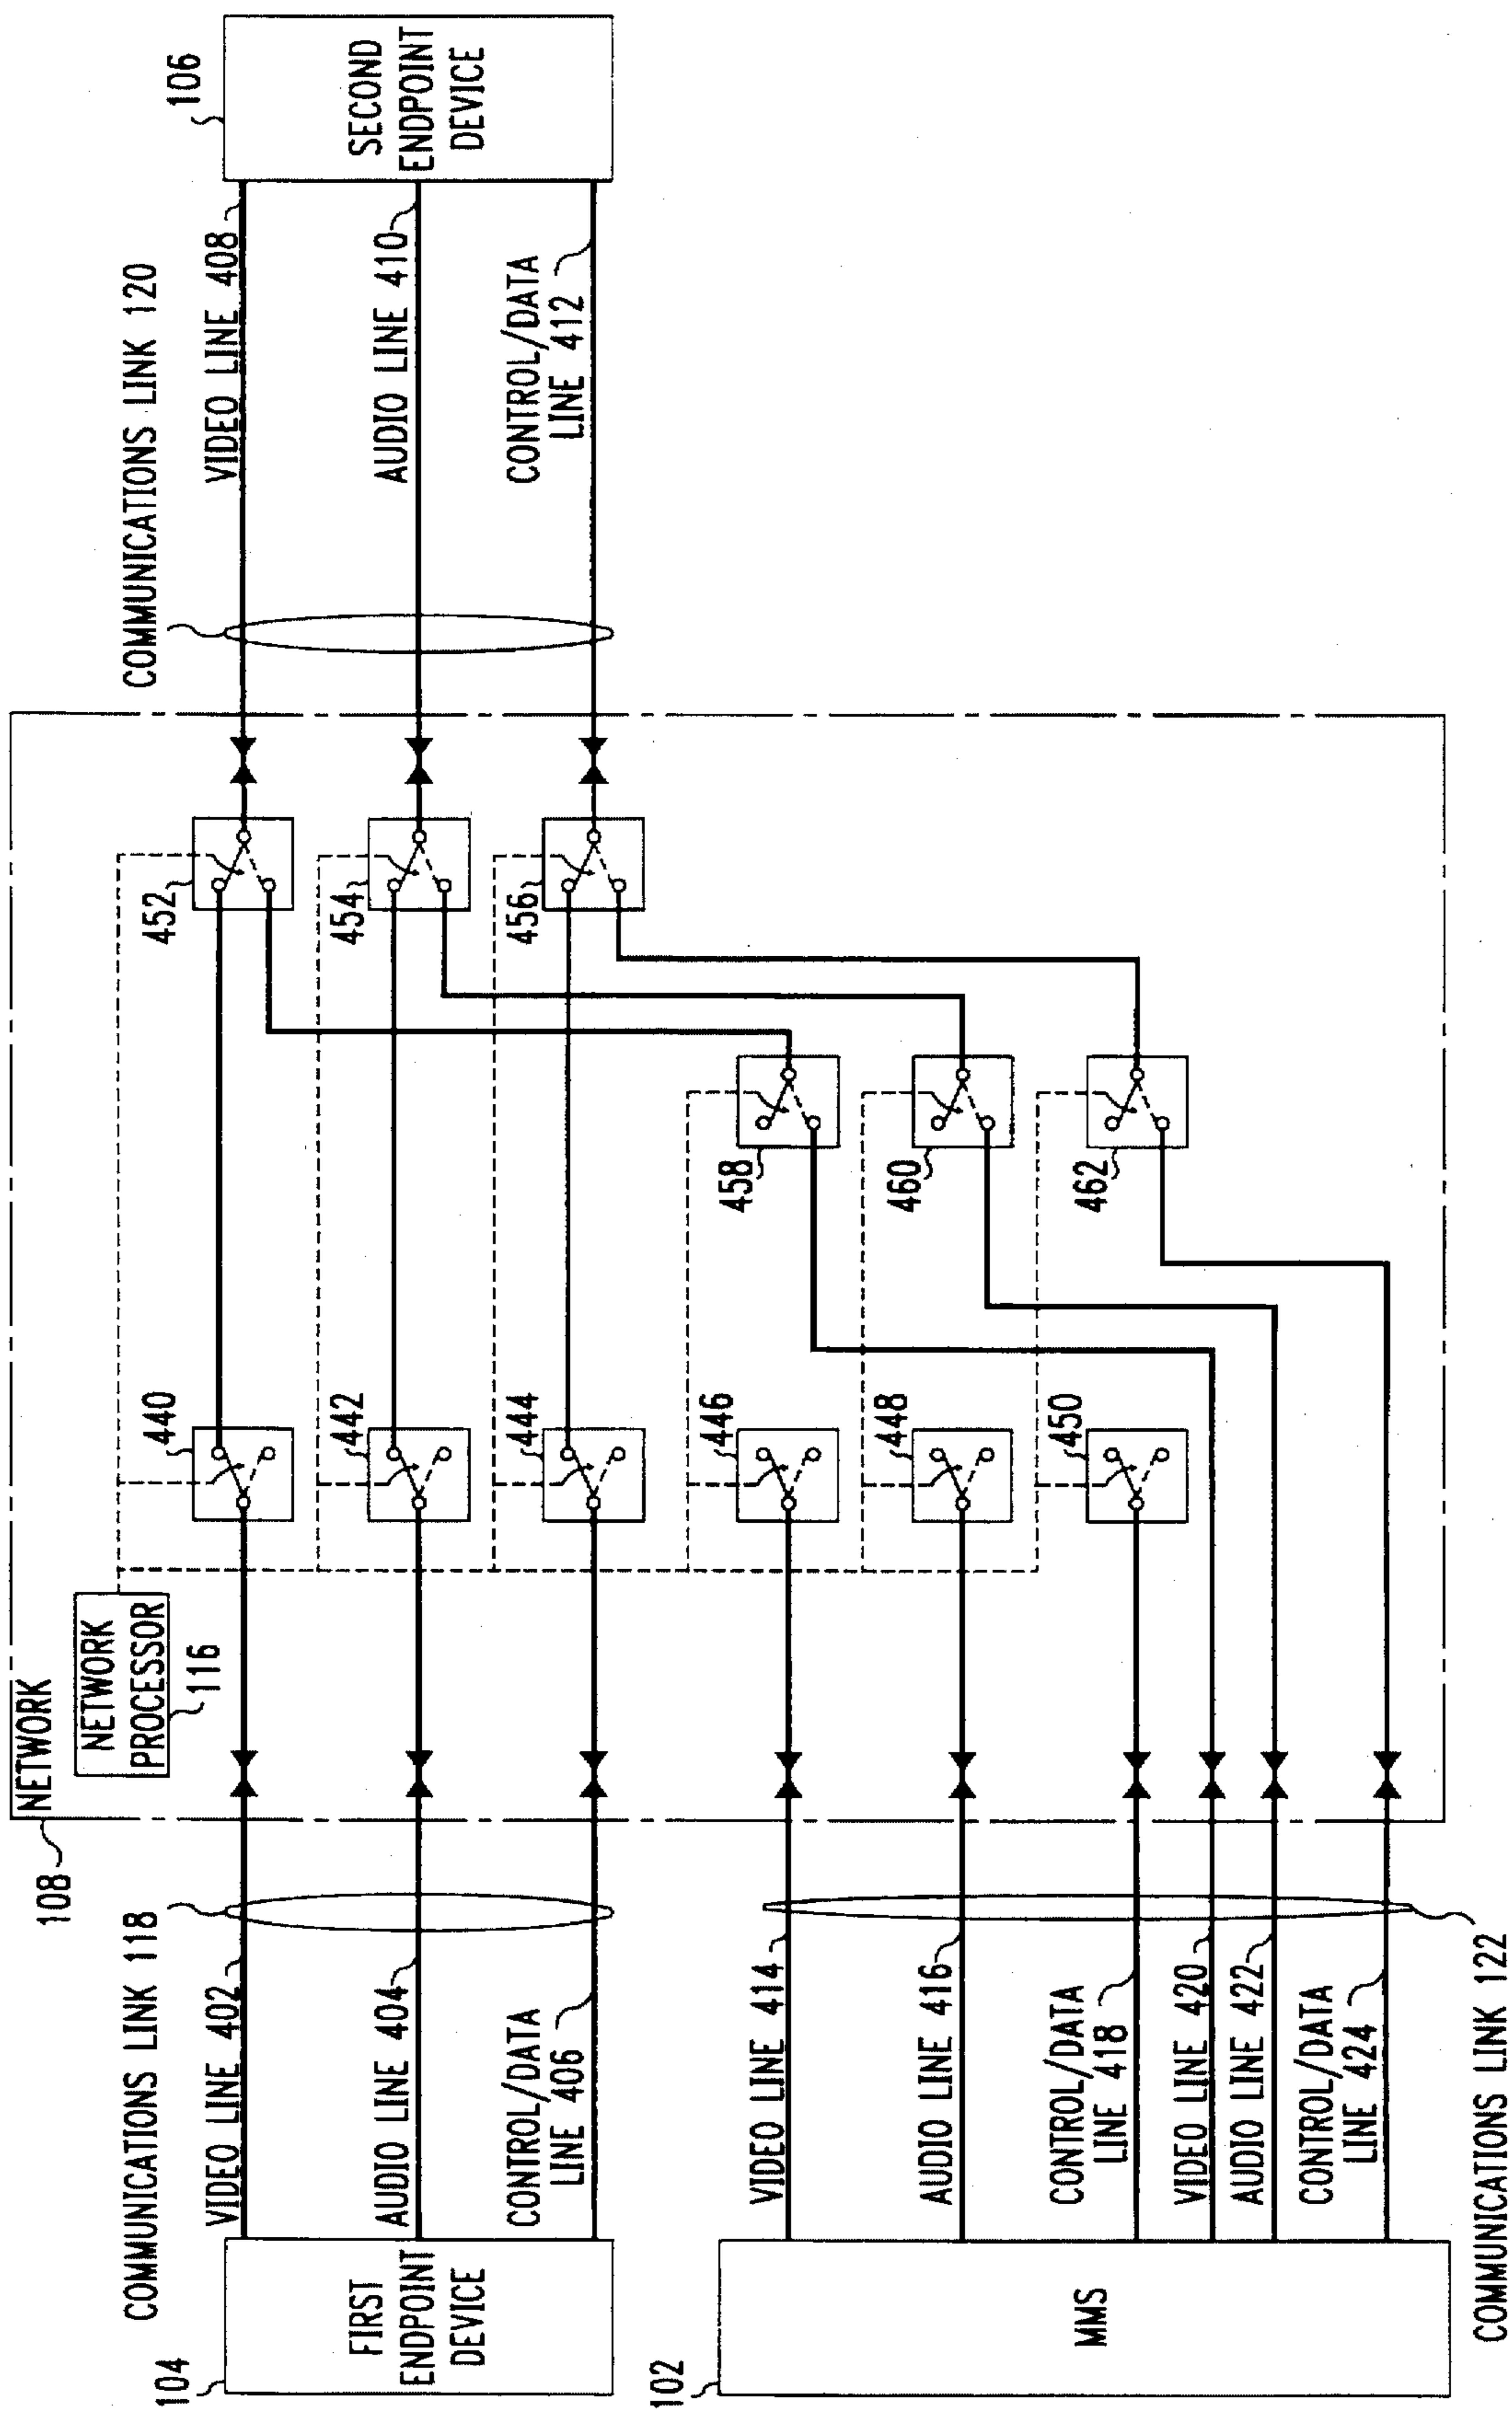 108
NETWORK
NETWORK
PROCESSOR
116
COMMUNICATIONS LINK 118
COMMUNICATIONS LINK 120
104
FIRST
ENDPOINT
DEVICE
VIDEO LINE 402
AUDIO LINE 404
CONTROL/DATA
LINE 406
440
442
444
452
454
456
VIDEO LINE 408
AUDIO LINE 410
CONTROL/DATA
LINE 412
106
SECOND
ENDPOINT
DEVICE
102
MMS
VIDEO LINE 414
AUDIO LINE 416
CONTROL/DATA
LINE 418
VIDEO LINE 420
AUDIO LINE 422
CONTROL/DATA
LINE 424
446
448
450
458
460
462
COMMUNICATIONS LINK 122